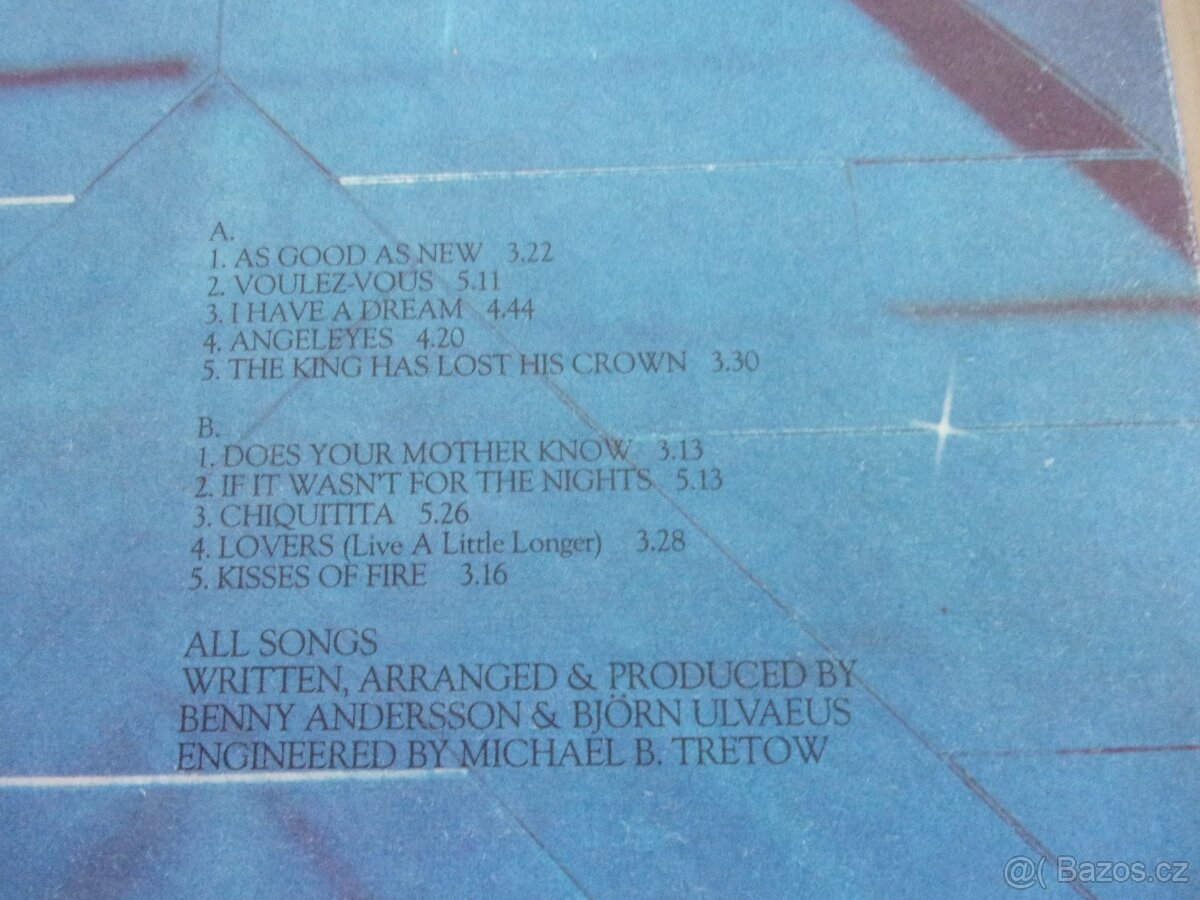 A.
1. AS GOOD AS NEW 3.22
2. VOULEZ-VOUS 5.11
3. I HAVE A DREAM 4.44
4. ANGELEYES 4.20
5. THE KING HAS LOST HIS CROWN 3.30
B.
1. DOES YOUR MOTHER KNOW 3.13
2. IF IT WASN'T FOR THE NIGHTS 5.13
3. CHIQUITITA 5.26
4. LOVERS (Live A Little Longer) 3.28
5. KISSES OF FIRE 3.16
ALL SONGS
WRITTEN, ARRANGED & PRODUCED BY
BENNY ANDERSSON & BJÖRN ULVAEUS
ENGINEERED BY MICHAEL B. TRETOW
@( Bazos.cz